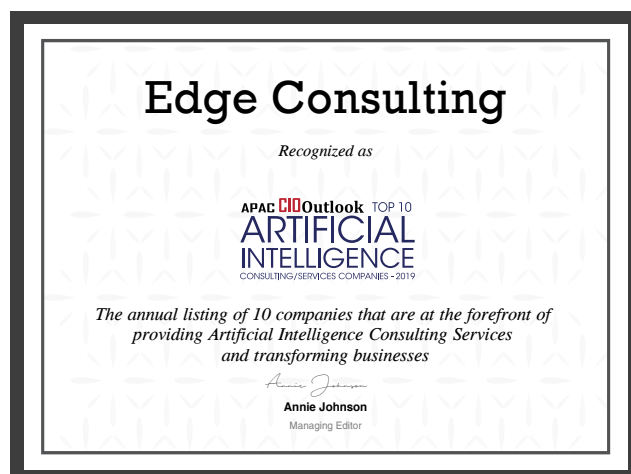 Edge Consulting
Recognized as
APAC CIOOutlook TOP 10
ARTIFICIAL
INTELLIGENCE
CONSULTING/SERVICES COMPANIES - 2019
The annual listing of 10 companies that are at the forefront of
providing Artificial Intelligence Consulting Services
and transforming businesses
Annie Johnson
Annie Johnson
Managing Editor